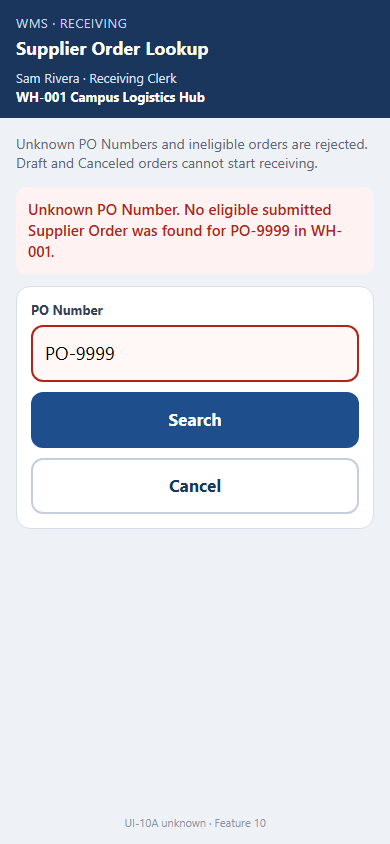 WMS · RECEIVING
Supplier Order Lookup
Sam Rivera · Receiving Clerk
WH-001 Campus Logistics Hub
Unknown PO Numbers and ineligible orders are rejected.
Draft and Canceled orders cannot start receiving.
Unknown PO Number. No eligible submitted
Supplier Order was found for PO-9999 in WH-
001.
PO Number
PO-9999
Search
Cancel
UI-10A unknown · Feature 10